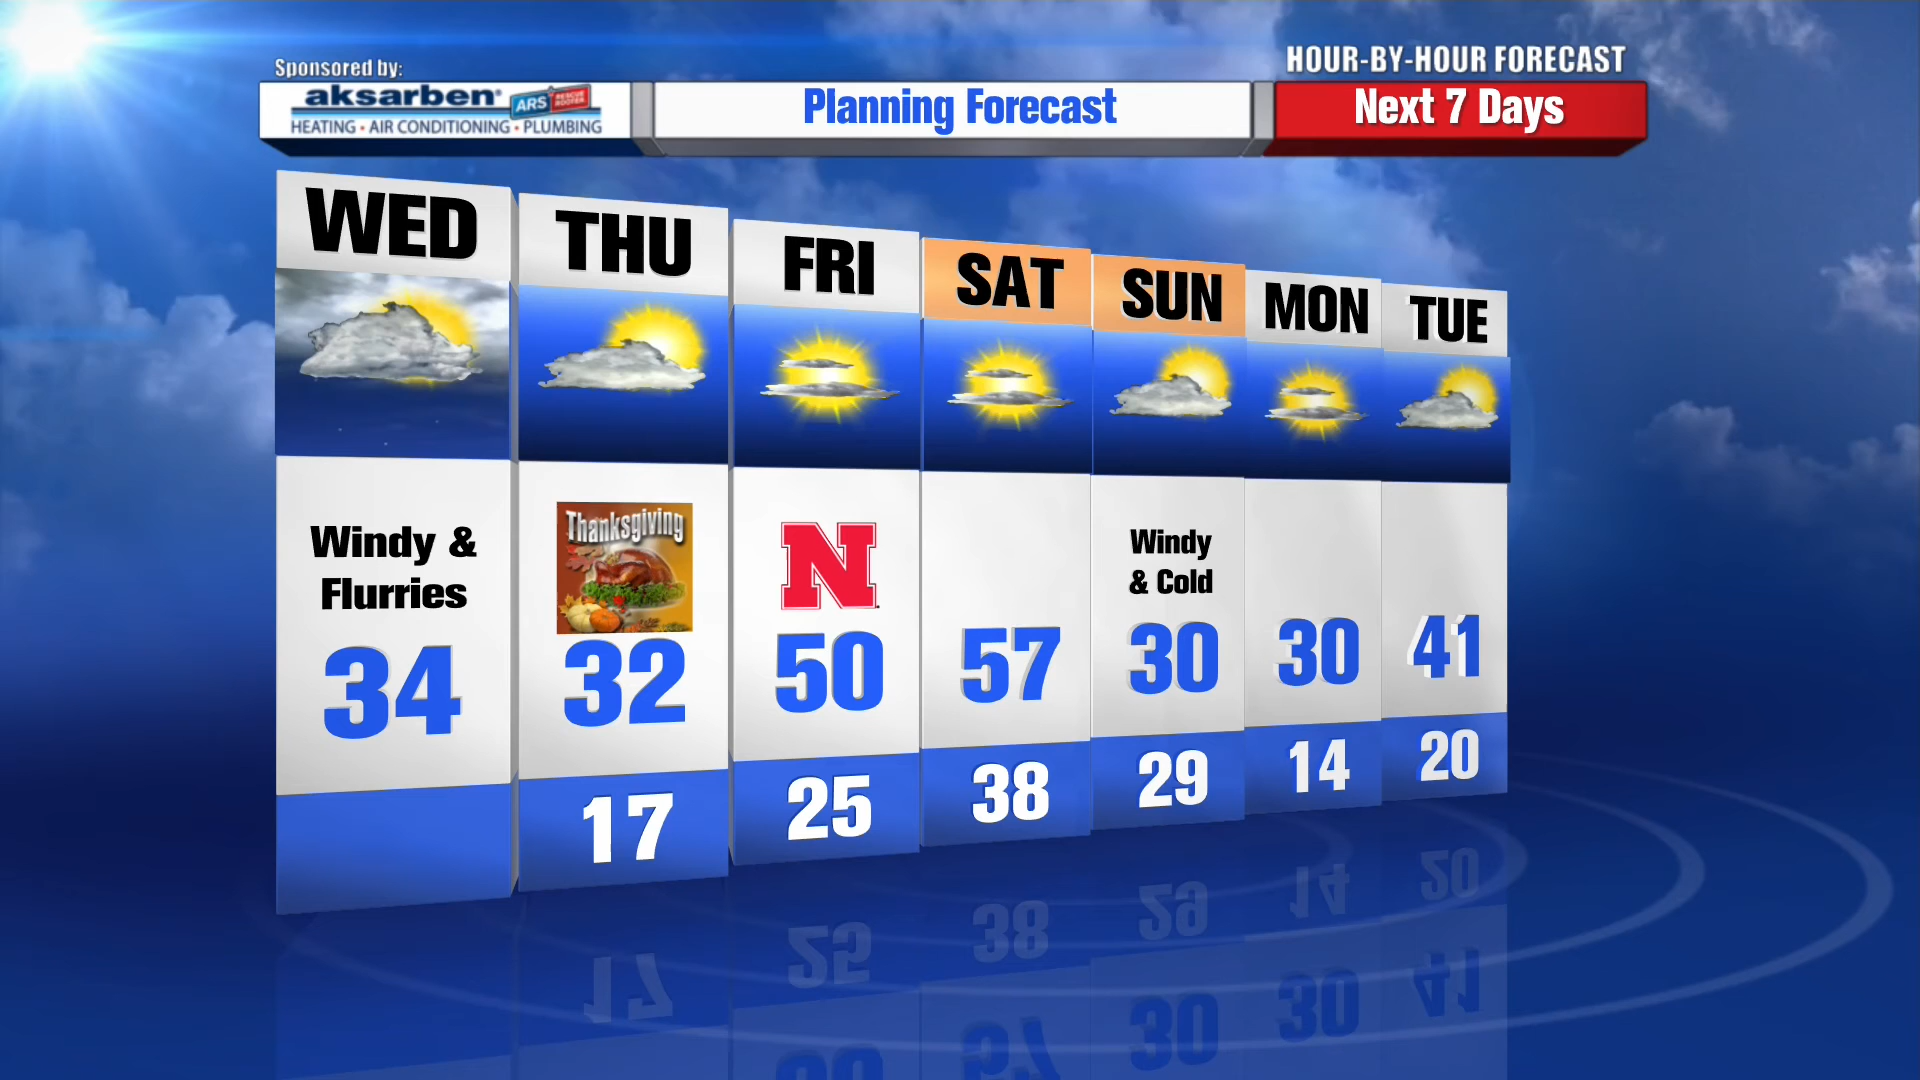 Sponsored by:
HOUR-BY-HOUR FORECAST
aksarben®
ARS
RESCUE
ROOTER
HEATING • AIR CONDITIONING • PLUMBING
Planning Forecast
Next 7 Days
WED
THU
FRI
SAT
SUN
MON
TUE
Windy &
Flurries
Thanksgiving
N
Windy
& Cold
34
32
50
57
30
30
41
17
25
38
29
14
20